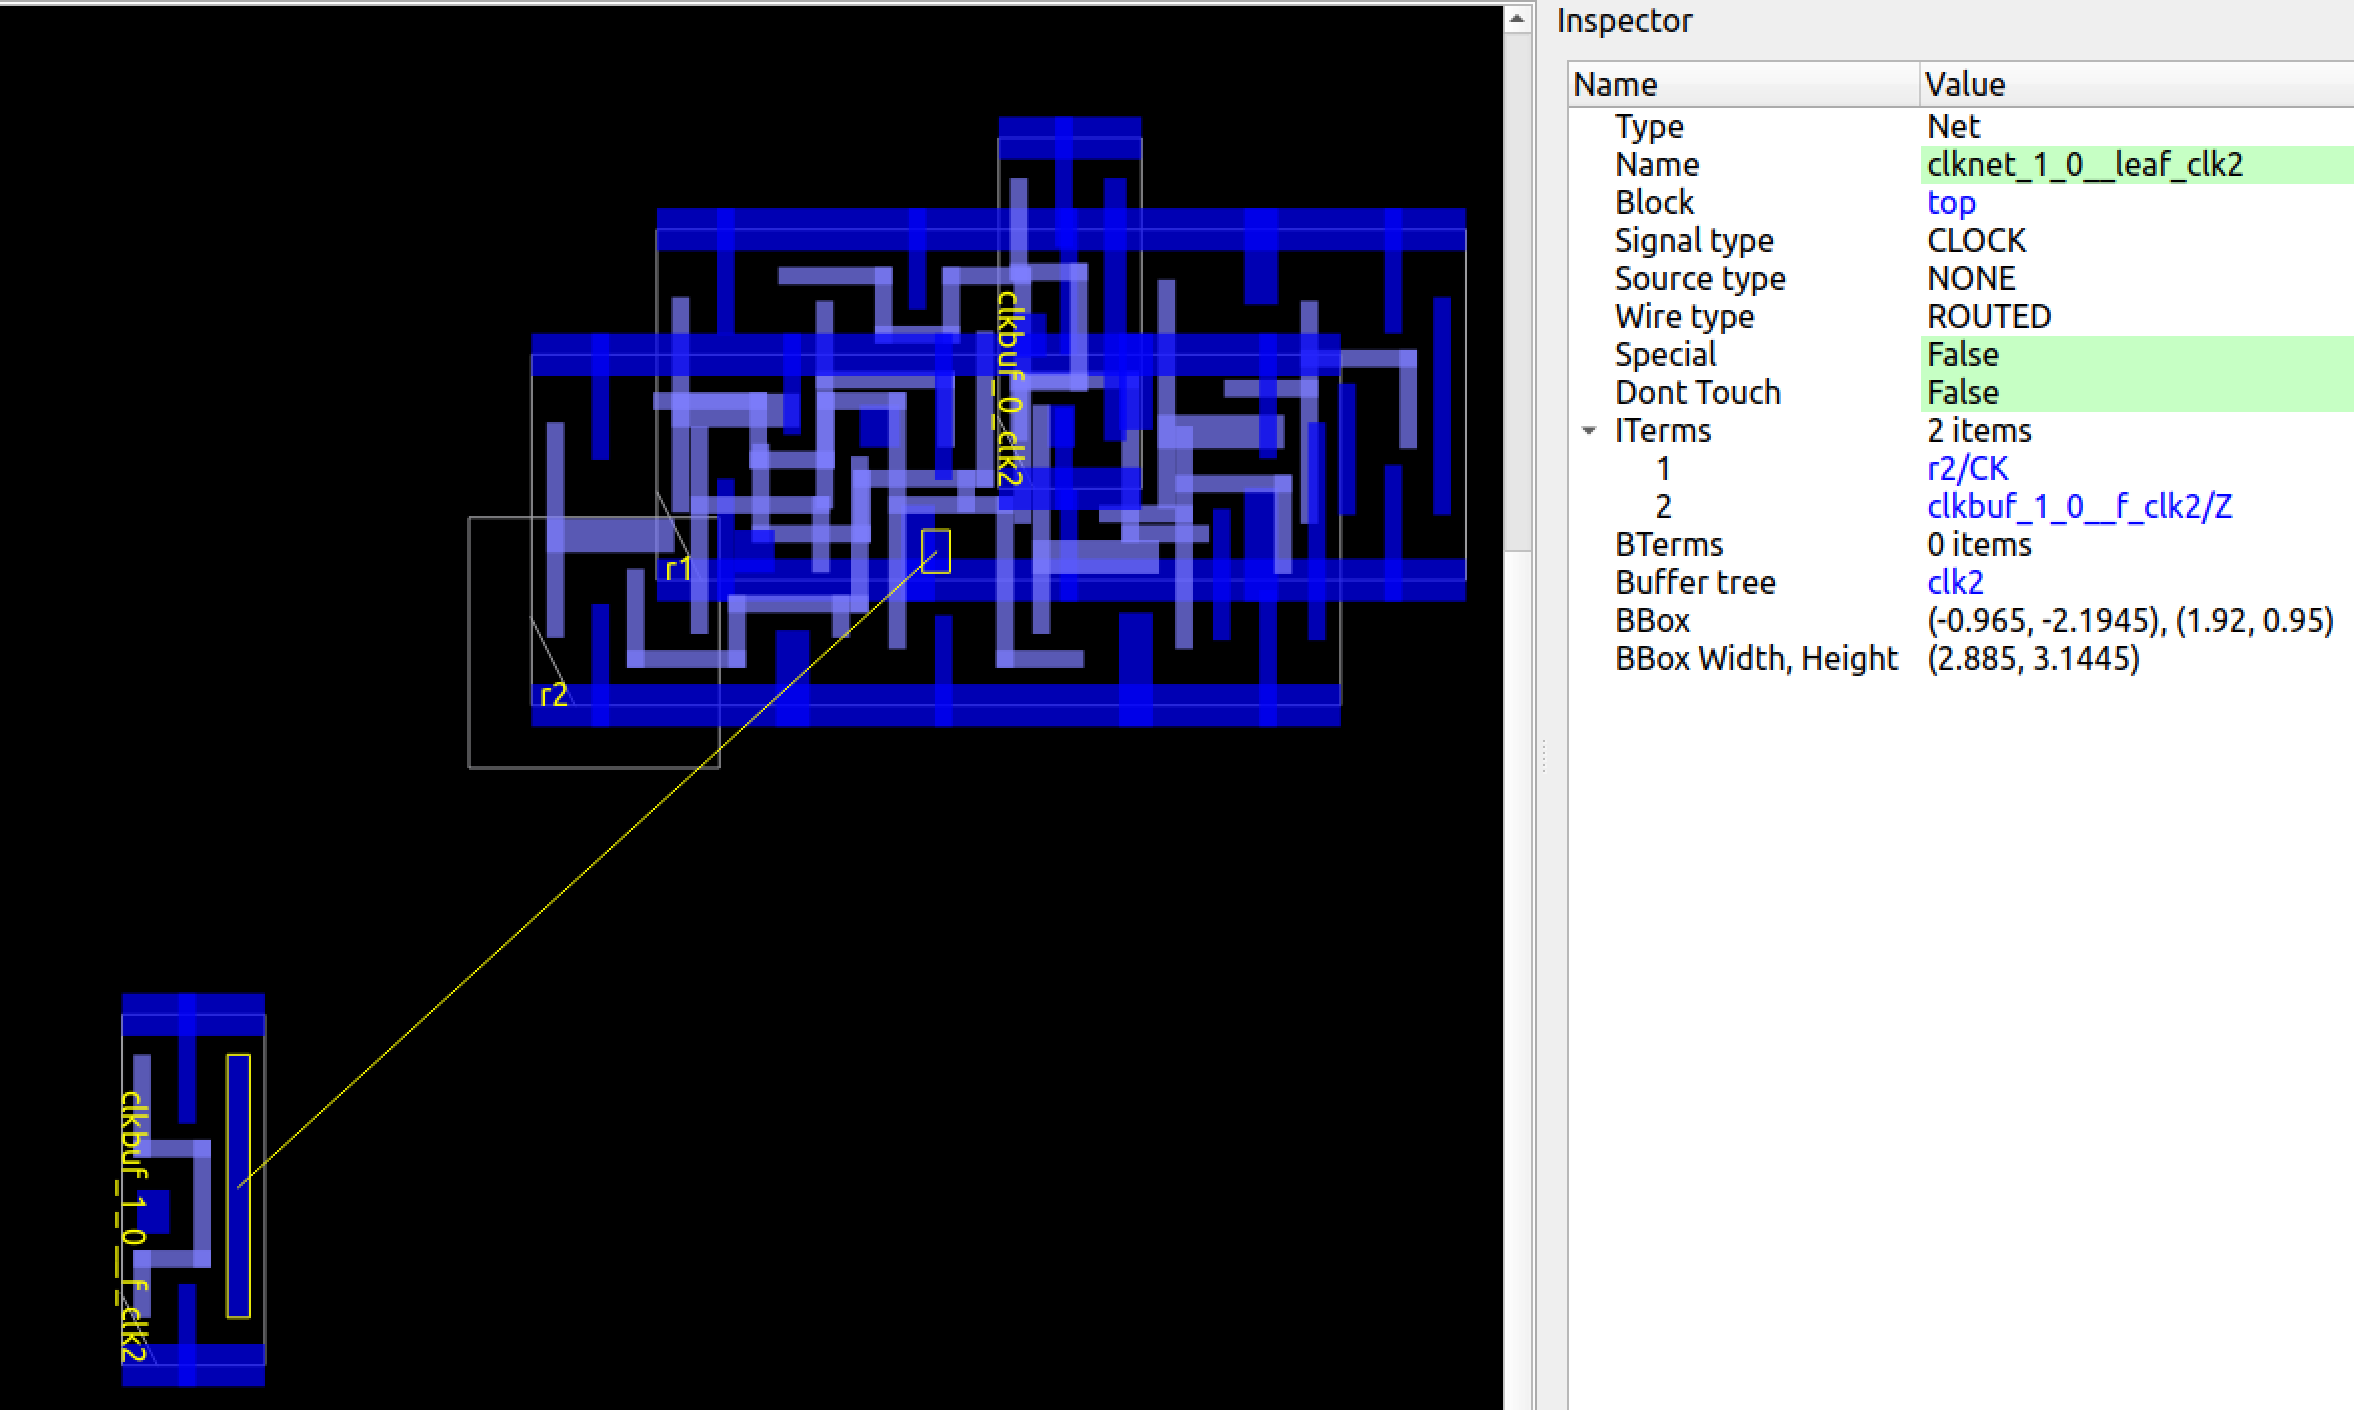 clkbuf_0_clk2
r1
r2
clkbuf_1_0__f_clk2
Inspector
Name Value
Type Net
Name clknet_1_0__leaf_clk2
Block top
Signal type CLOCK
Source type NONE
Wire type ROUTED
Special False
Dont Touch False
ITerms 2 items
1 r2/CK
2 clkbuf_1_0__f_clk2/Z
BTerms 0 items
Buffer tree clk2
BBox (-0.965, -2.1945), (1.92, 0.95)
BBox Width, Height (2.885, 3.1445)